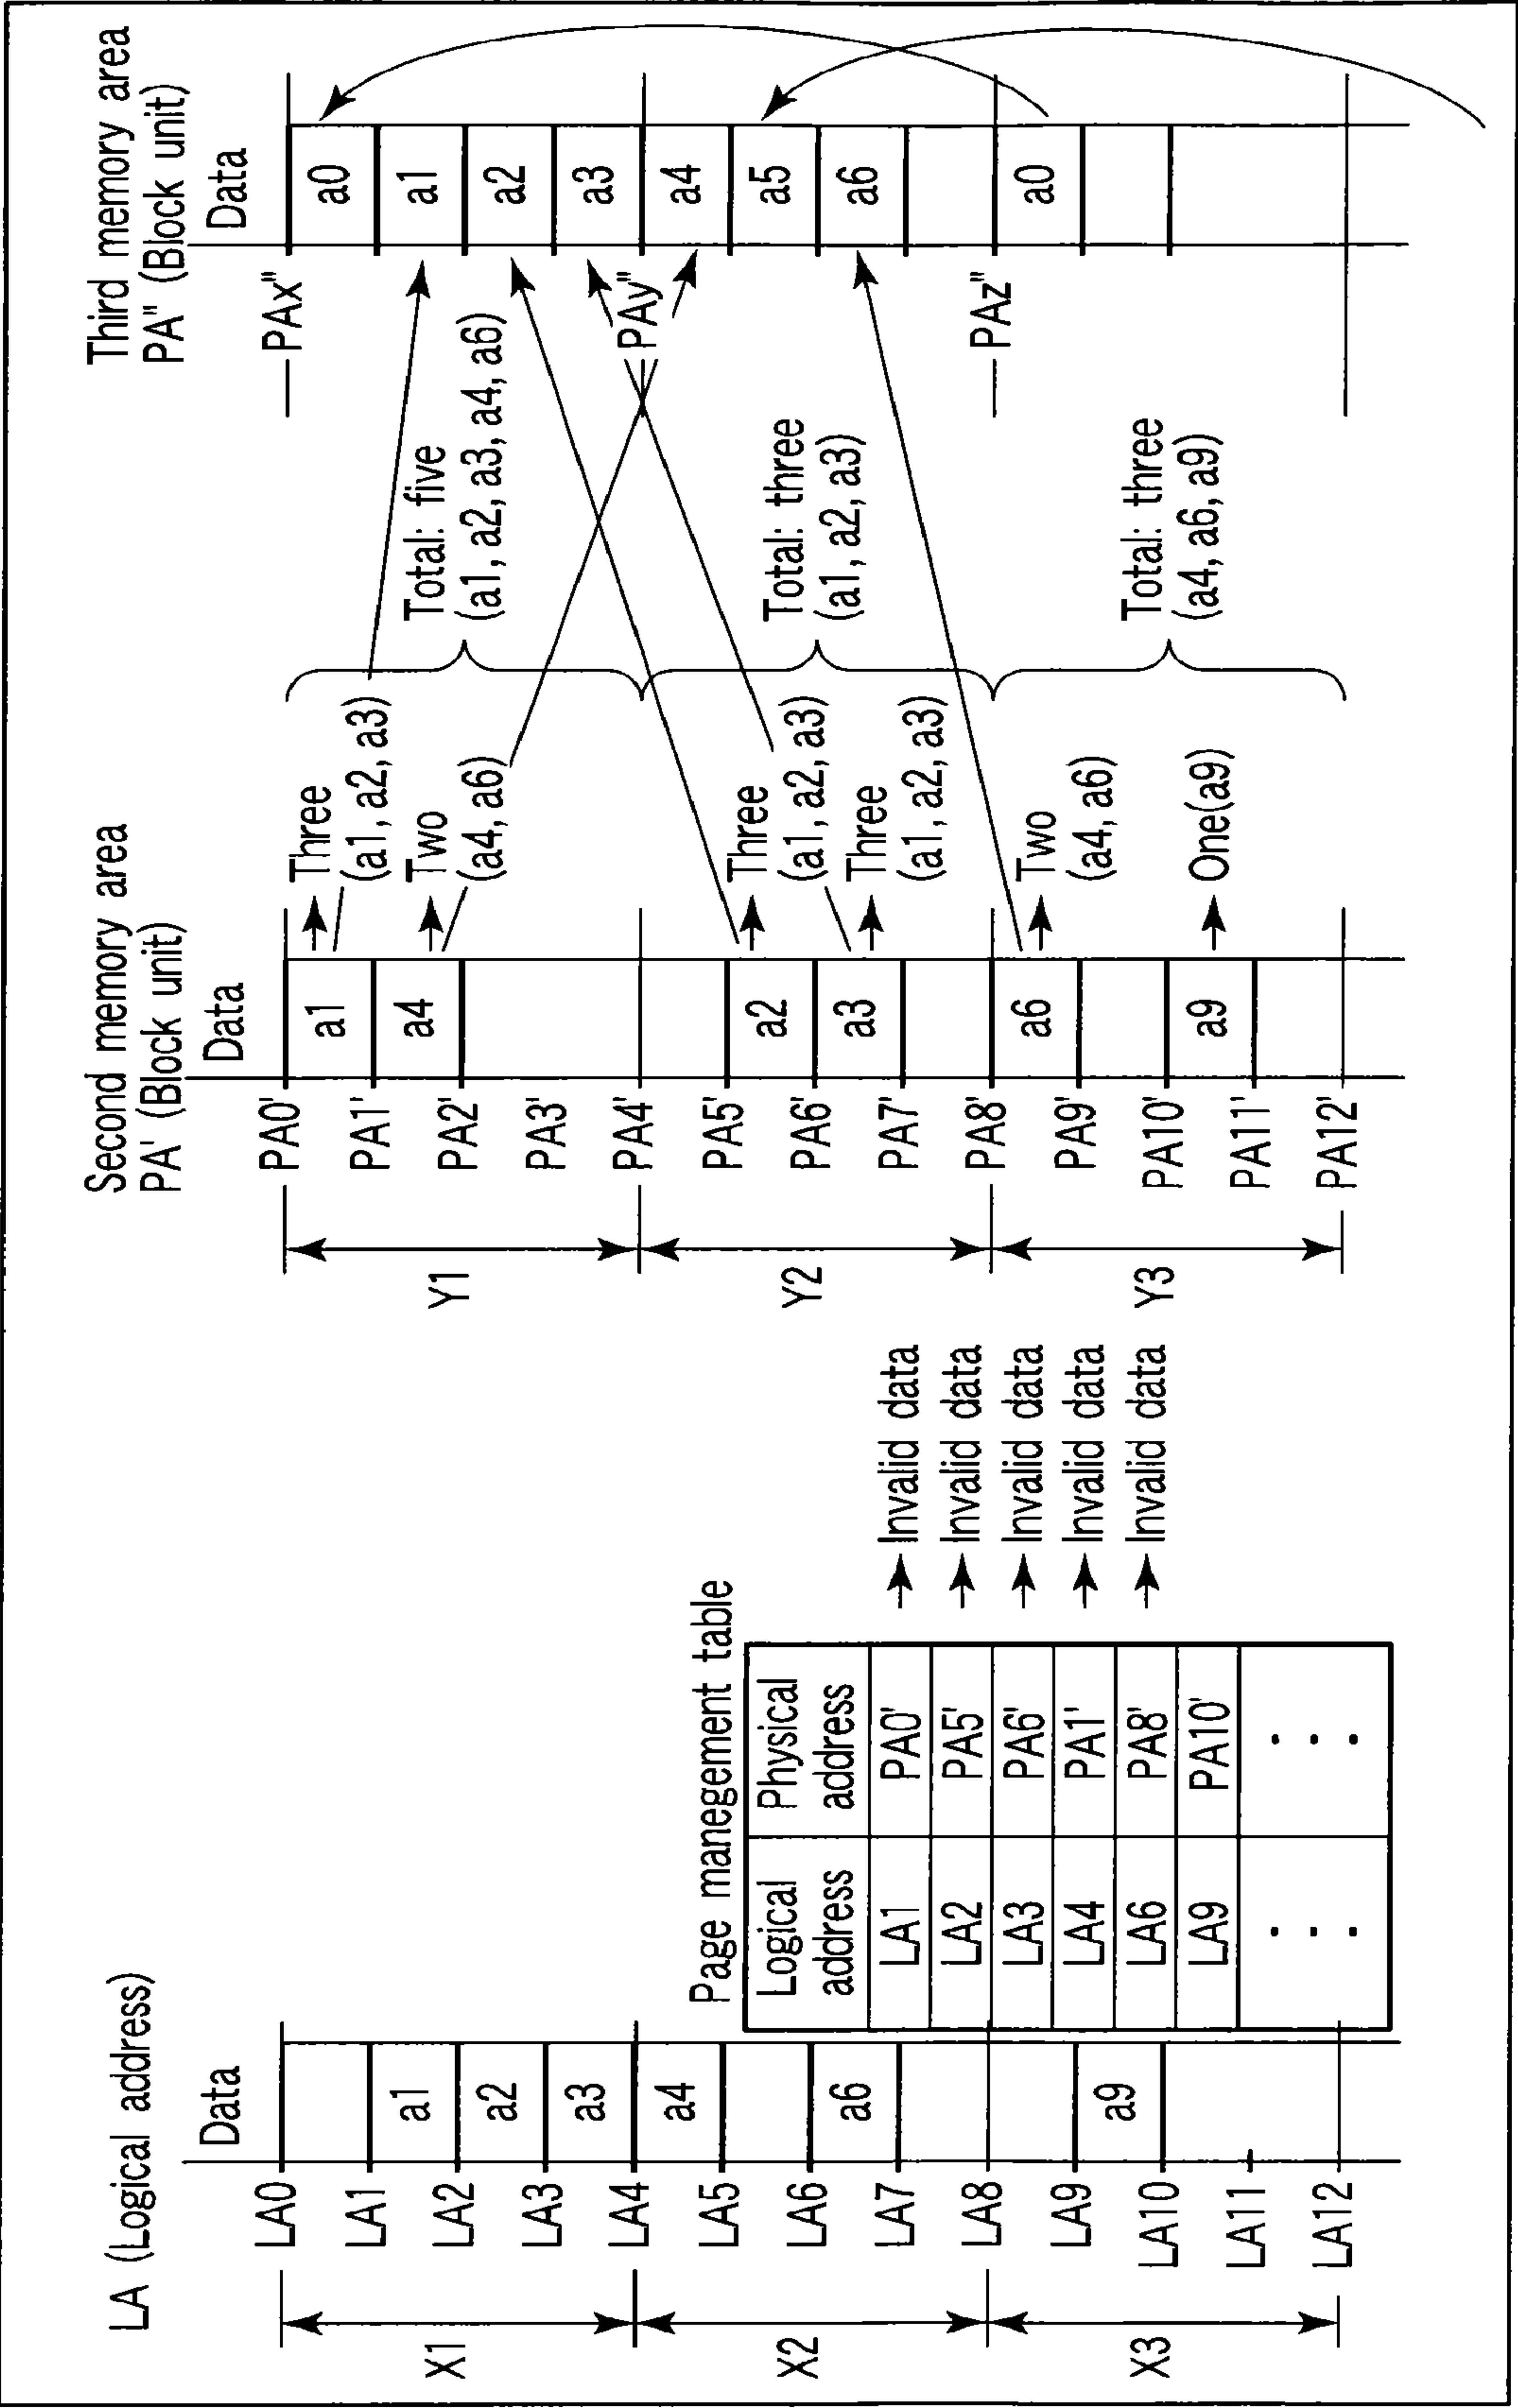 LA (Logical address)
Data
LA0
LA1
a1
LA2
a2
LA3
a3
LA4
a4
LA5
LA6
a6
LA7
LA8
LA9
a9
LA10
LA11
LA12
X1
X2
X3
Page manegement table
Logical address
Physical address
LA1 PA0' Invalid data
LA2 PA5' Invalid data
LA3 PA6' Invalid data
LA4 PA1' Invalid data
LA6 PA8' Invalid data
LA9 PA10'
Second memory area
PA' (Block unit)
Data
PA0'
a1
PA1'
a4
PA2'
PA3'
PA4'
PA5'
a2
PA6'
a3
PA7'
PA8'
a6
PA9'
PA10'
a9
PA11'
PA12'
Y1
Y2
Y3
Three
(a1, a2, a3)
Two
(a4, a6)
Three
(a1, a2, a3)
Three
(a1, a2, a3)
Two
(a4, a6)
One(a9)
Total: five
(a1, a2, a3, a4, a6)
Total: three
(a1, a2, a3)
Total: three
(a4, a6, a9)
Third memory area
PA" (Block unit)
Data
PAx"
a0
a1
a2
a3
PAy"
a4
a5
a6
PAz"
a0